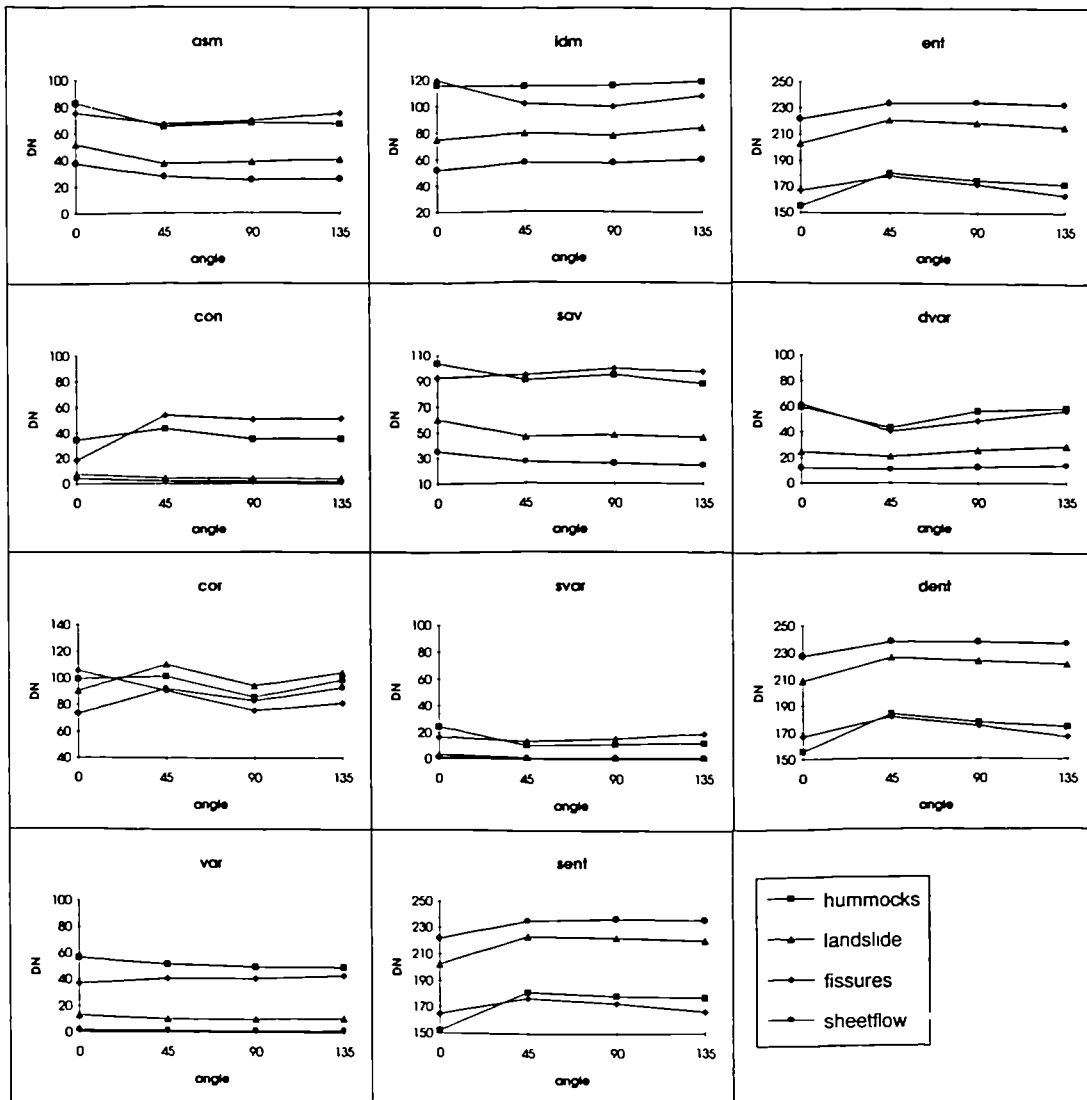 asm
100
80
60
40
20
0
DN
0 45 90 135
angle
idm
120
100
80
60
40
20
DN
0 45 90 135
angle
ent
250
230
210
190
170
150
DN
0 45 90 135
angle
con
100
80
60
40
20
0
DN
0 45 90 135
angle
sav
110
90
70
50
30
10
DN
0 45 90 135
angle
dvar
100
80
60
40
20
0
DN
0 45 90 135
angle
cor
140
120
100
80
60
40
DN
0 45 90 135
angle
svar
100
80
60
40
20
0
DN
0 45 90 135
angle
dent
250
230
210
190
170
150
DN
0 45 90 135
angle
var
100
80
60
40
20
0
DN
0 45 90 135
angle
sent
250
230
210
190
170
150
DN
0 45 90 135
angle
hummocks
landslide
fissures
sheetflow